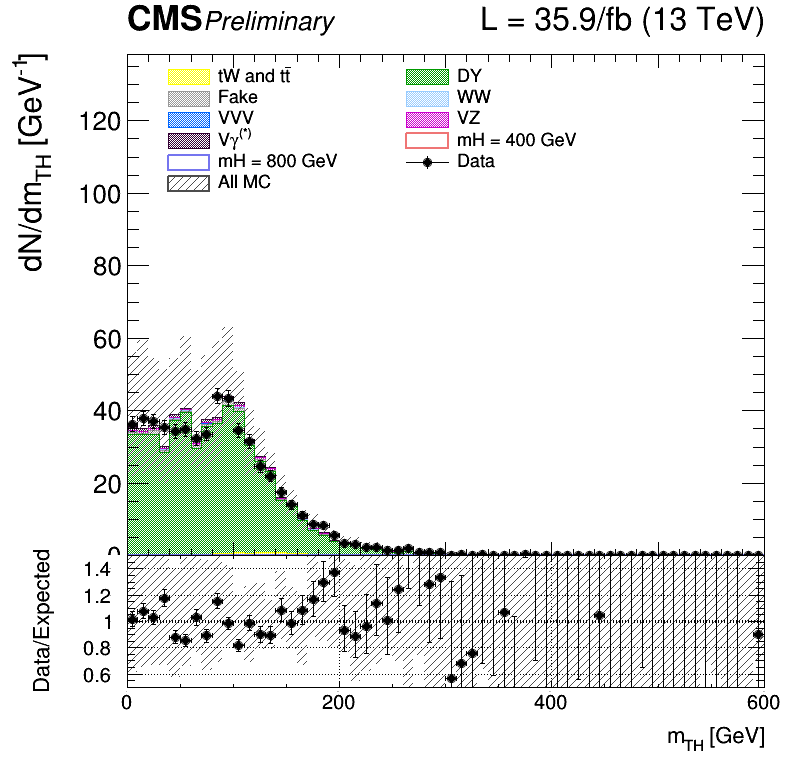 CMS Preliminary L = 35.9/fb (13 TeV)
dN/dm_TH [GeV⁻¹]
tW and tt̄
DY
Fake
WW
VVV
VZ
Vγ(*)
mH = 400 GeV
mH = 800 GeV
Data
All MC
120
100
80
60
40
20
0
Data/Expected
1.4
1.2
1
0.8
0.6
0 200 400 600
m_TH [GeV]